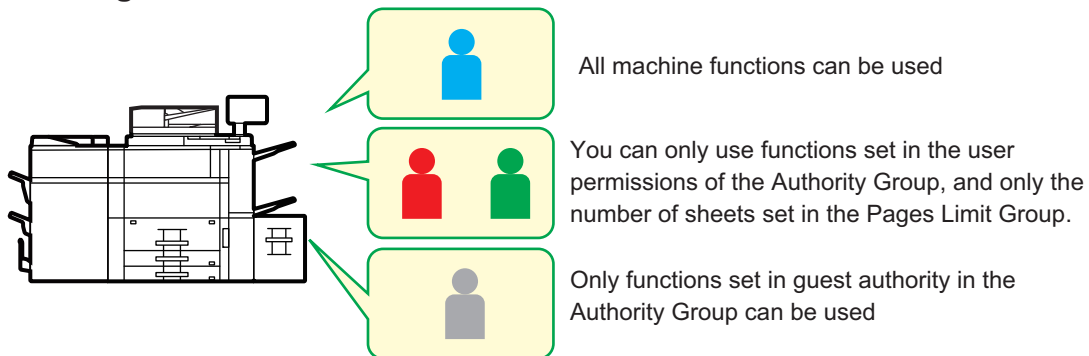 All machine functions can be used
You can only use functions set in the user
permissions of the Authority Group, and only the
number of sheets set in the Pages Limit Group.
Only functions set in guest authority in the
Authority Group can be used